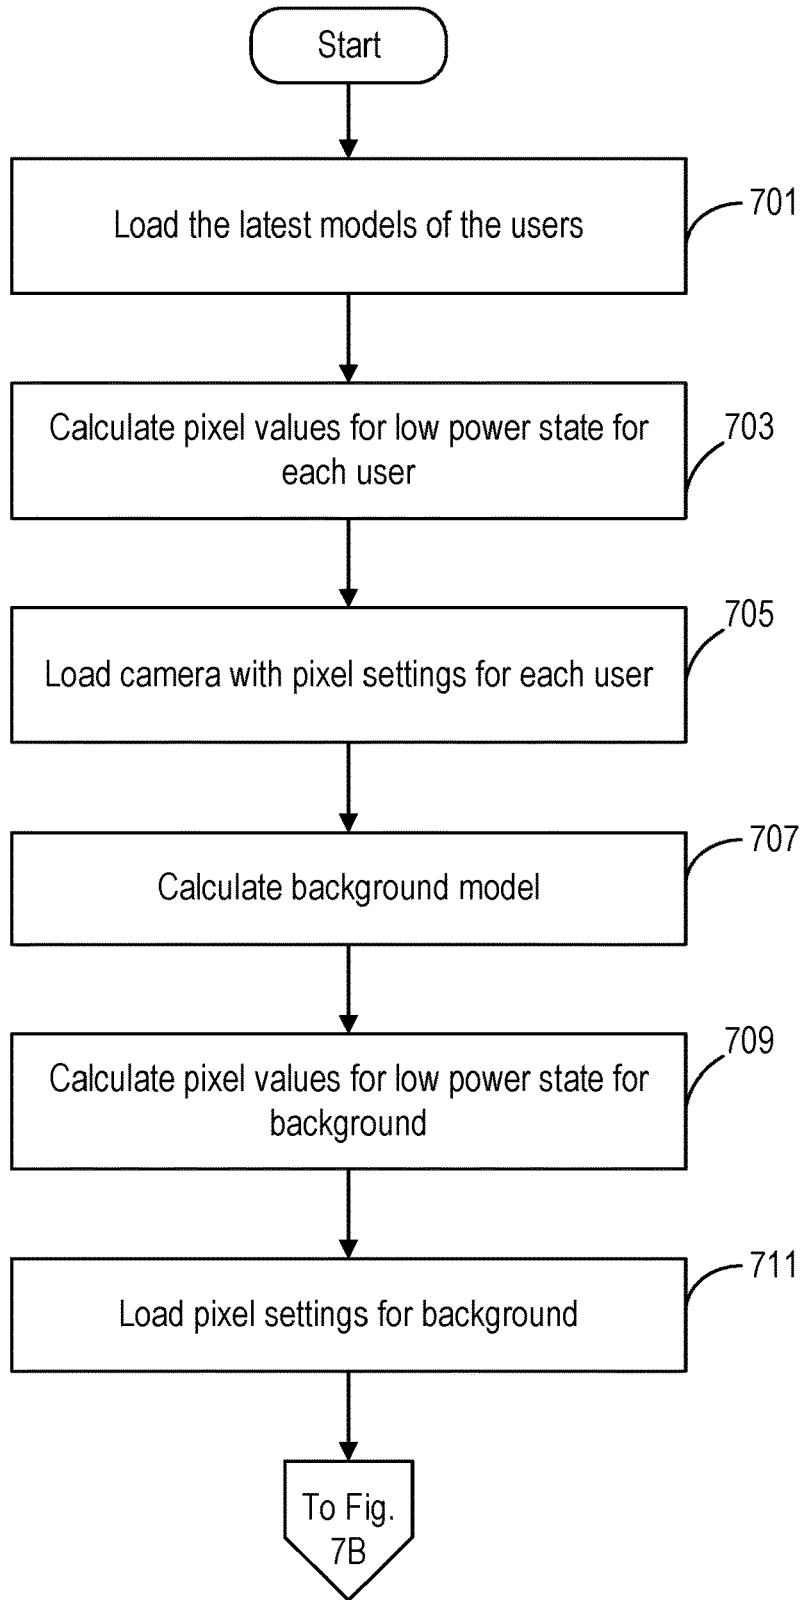 Start
Load the latest models of the users
701
Calculate pixel values for low power state for
each user
703
Load camera with pixel settings for each user
705
Calculate background model
707
Calculate pixel values for low power state for
background
709
Load pixel settings for background
711
To Fig.
7B